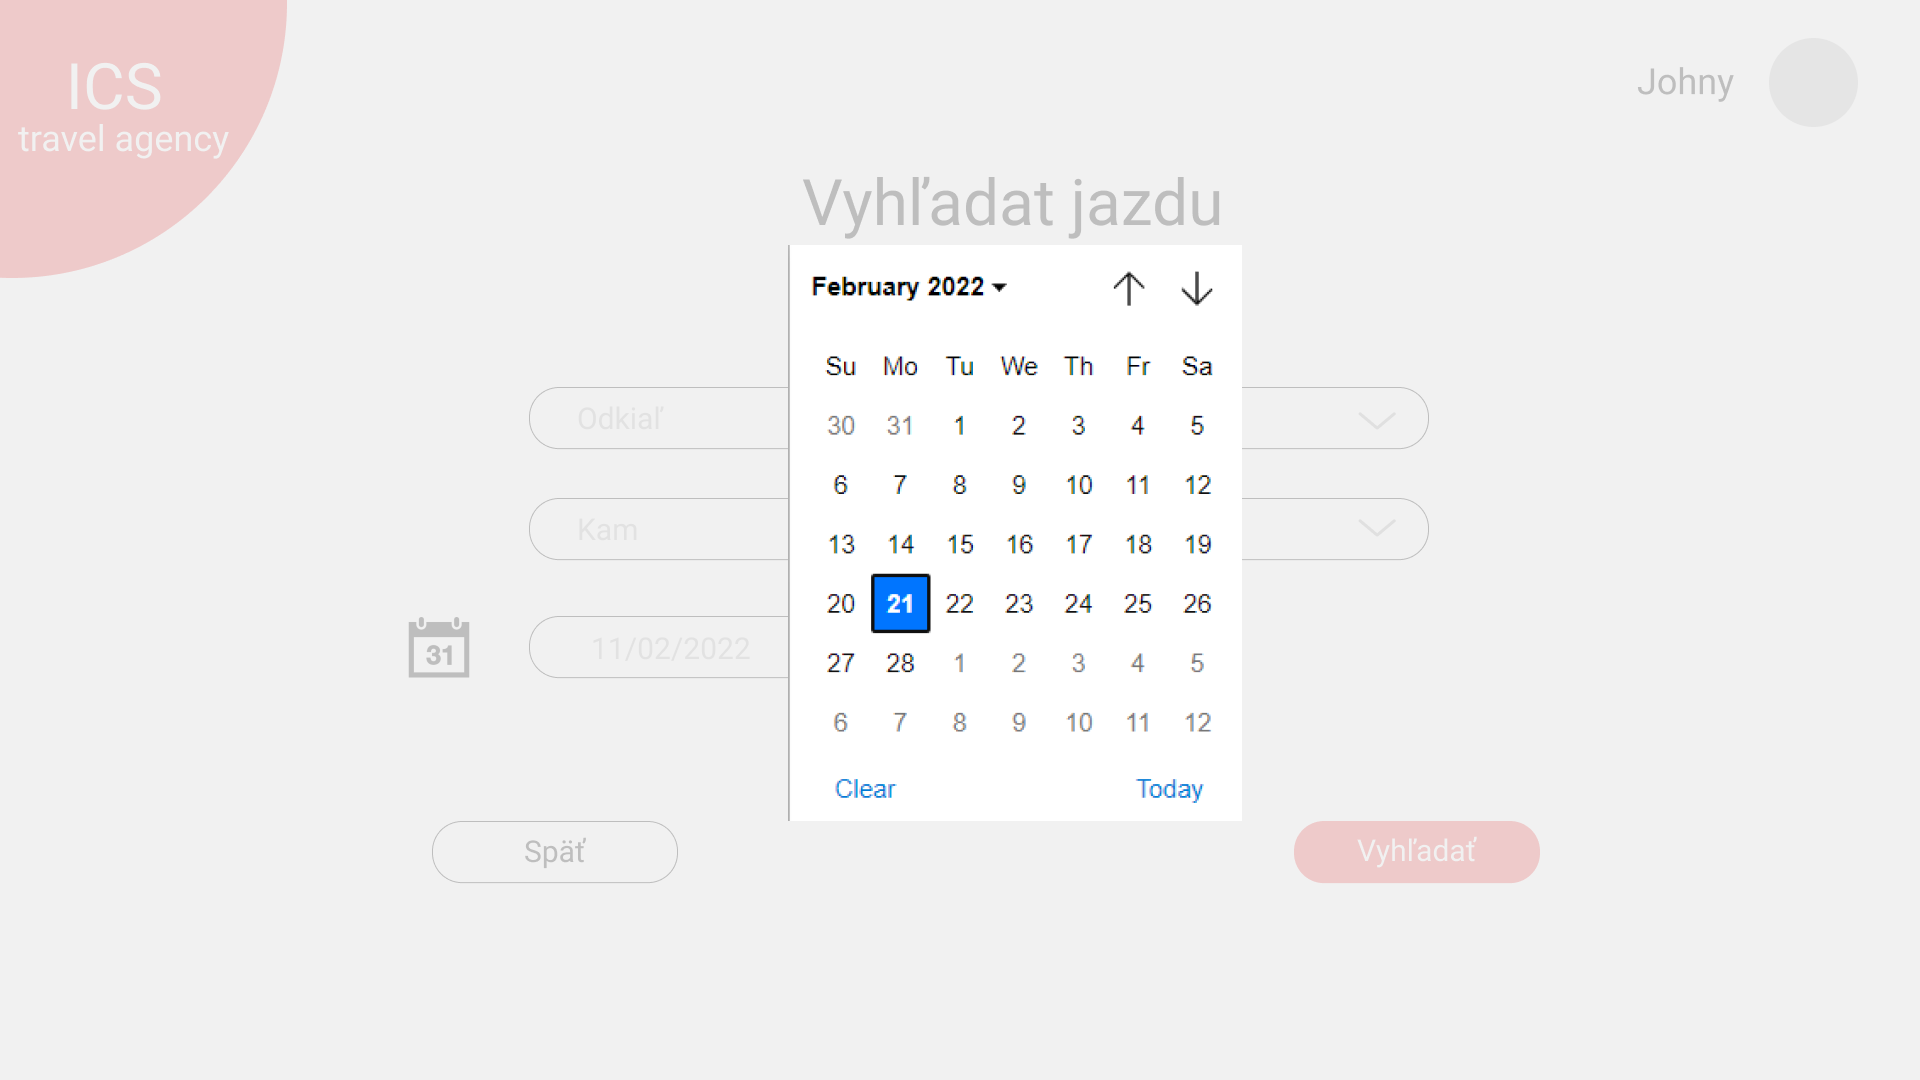 ICS
travel agency
Johny
Vyhľadat jazdu
February 2022
Su Mo Tu We Th Fr Sa
30 31 1 2 3 4 5
6 7 8 9 10 11 12
13 14 15 16 17 18 19
20 21 22 23 24 25 26
27 28 1 2 3 4 5
6 7 8 9 10 11 12
Clear Today
Odkiaľ
Kam
31
11/02/2022
Späť
Vyhľadať